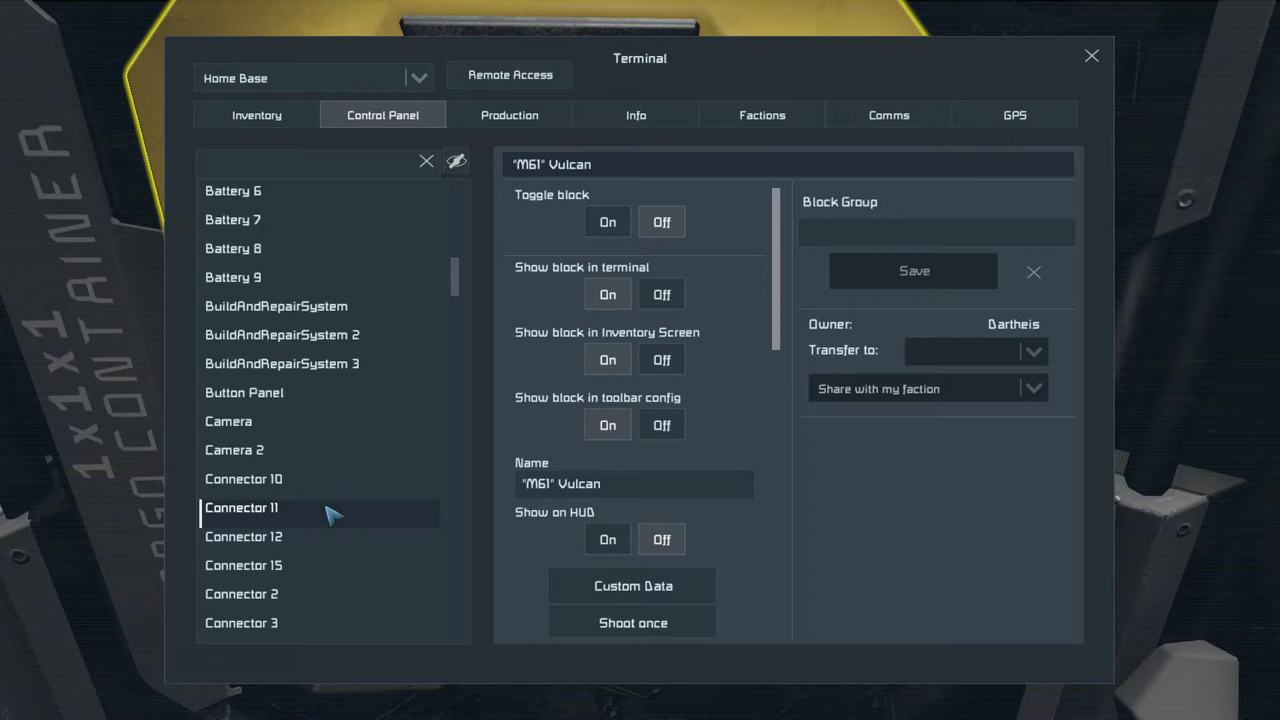 Terminal
Home Base
Remote Access
Inventory
Control Panel
Production
Info
Factions
Comms
GPS
Battery 6
Battery 7
Battery 8
Battery 9
BuildAndRepairSystem
BuildAndRepairSystem 2
BuildAndRepairSystem 3
Button Panel
Camera
Camera 2
Connector 10
Connector 11
Connector 12
Connector 15
Connector 2
Connector 3
"M61" Vulcan
Toggle block
On Off
Show block in terminal
On Off
Show block in Inventory Screen
On Off
Show block in toolbar config
On Off
Name
"M61" Vulcan
Show on HUD
On Off
Custom Data
Shoot once
Block Group
Save
Owner: Dartheis
Transfer to:
Share with my faction
1x1x1
CONTAINER